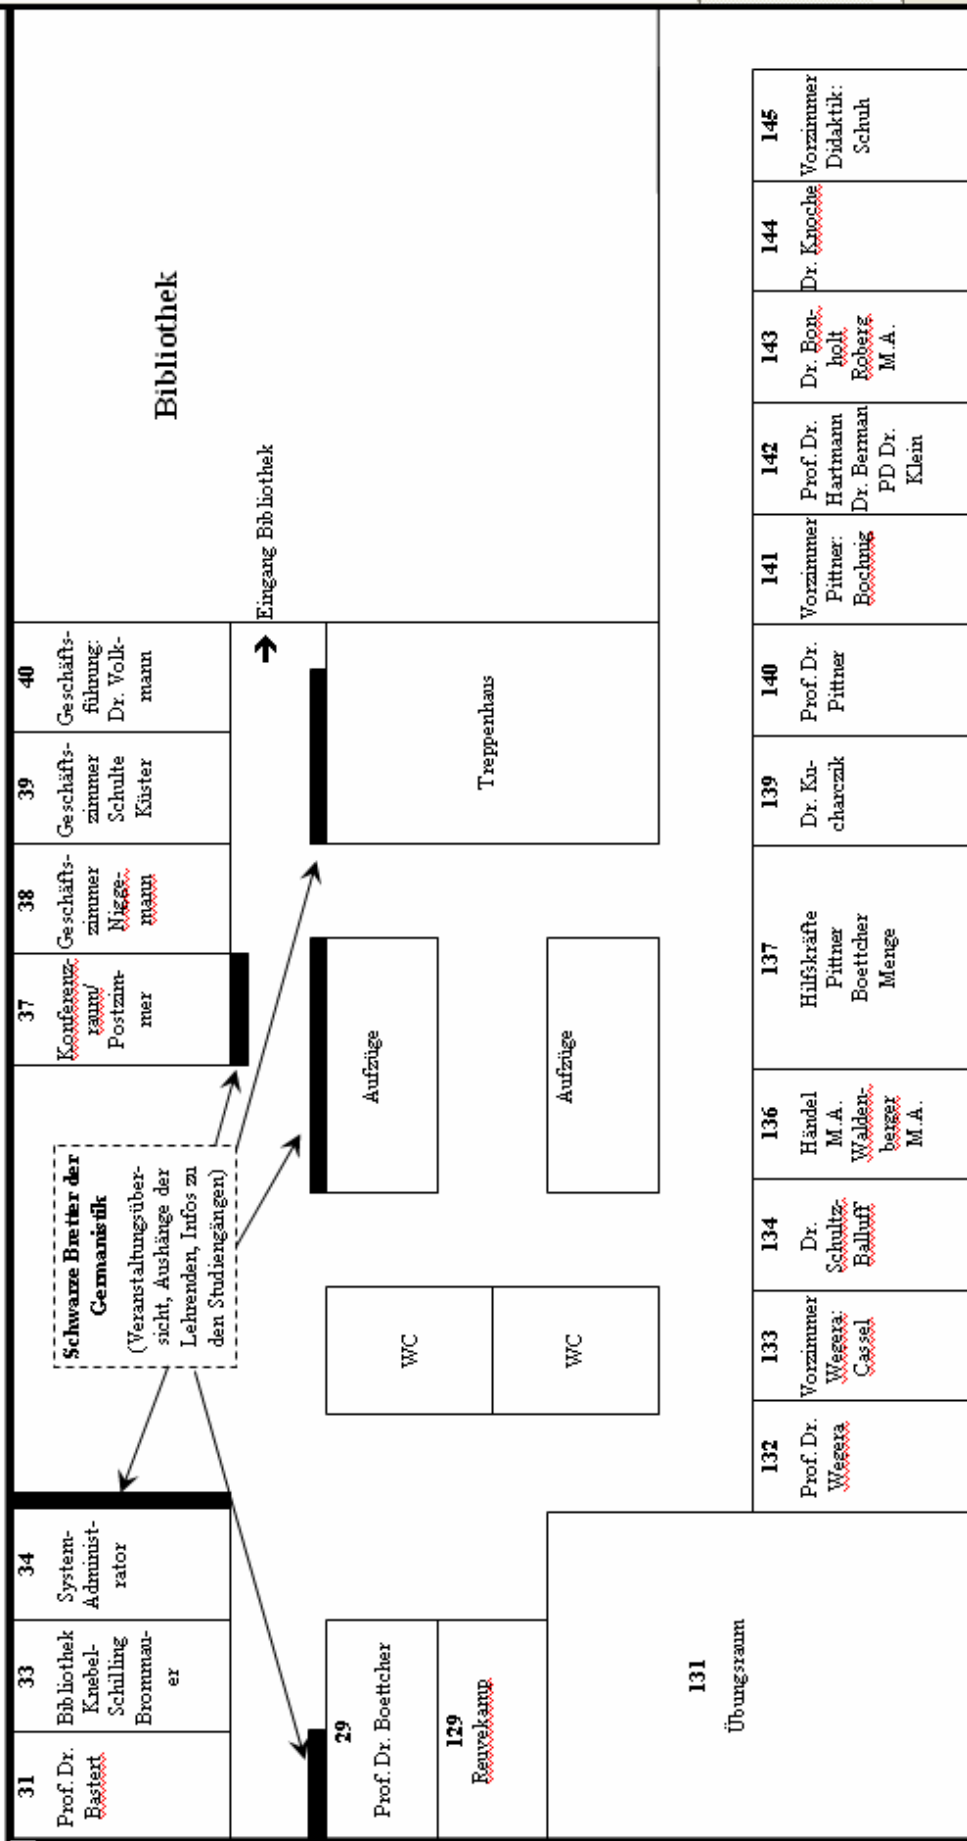 31
Prof. Dr.
Bastert
33
Bibliothek
Knebel-
Schilling
Brommau-
er
34
System-
Administ-
rator
Schwarze Bretter der
Germanistik
(Veranstaltungsüber-
sicht, Aushänge der
Lehrenden, Infos zu
den Studiengängen)
37
Konferenz-
raum/
Postzim-
mer
38
Geschäfts-
zimmer
Nigge-
mann
39
Geschäfts-
zimmer
Schulte
Küster
40
Geschäfts-
führung:
Dr. Volk-
mann
Bibliothek
→ Eingang Bibliothek
29
Prof. Dr. Boettcher
129
Reuvekamp
WC
WC
Aufzüge
Aufzüge
Treppenhaus
131
Übungsraum
132
Prof. Dr.
Wegera
133
Vorzimmer
Wegera:
Cassel
134
Dr.
Schultz-
Balluff
136
Händel
M.A.
Walden-
berger
M.A.
137
Hilfskräfte
Pittner
Boettcher
Menge
139
Dr. Ku-
charczik
140
Prof. Dr.
Pittner
141
Vorzimmer
Pittner:
Bochnig
142
Prof. Dr.
Hartmann
Dr. Berman
PD Dr.
Klein
143
Dr. Bon-
holt
Roberg
M.A.
144
Dr. Knoche
145
Vorzimmer
Didaktik:
Schuh